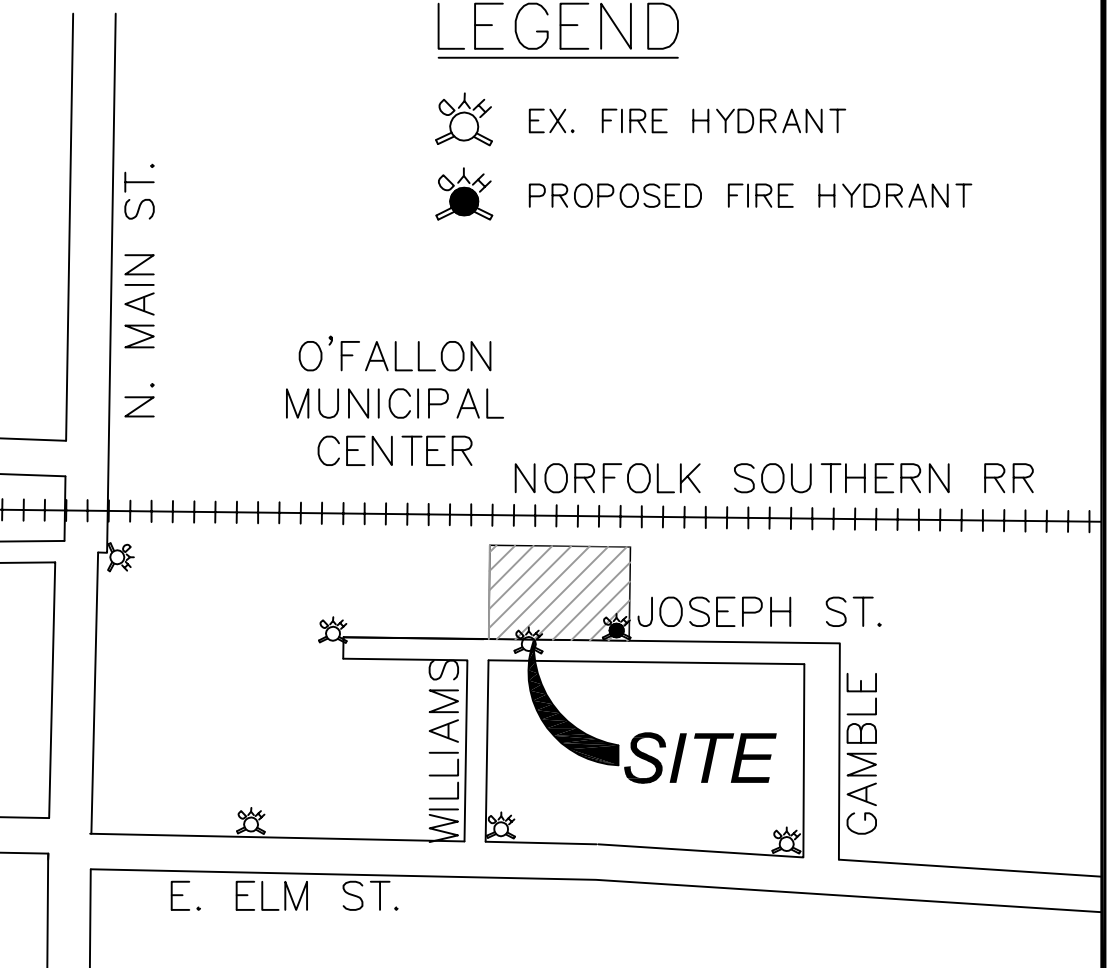 LEGEND
EX. FIRE HYDRANT
PROPOSED FIRE HYDRANT
N. MAIN ST.
O'FALLON
MUNICIPAL
CENTER
NORFOLK SOUTHERN RR
JOSEPH ST.
WILLIAMS
SITE
GAMBLE
E. ELM ST.